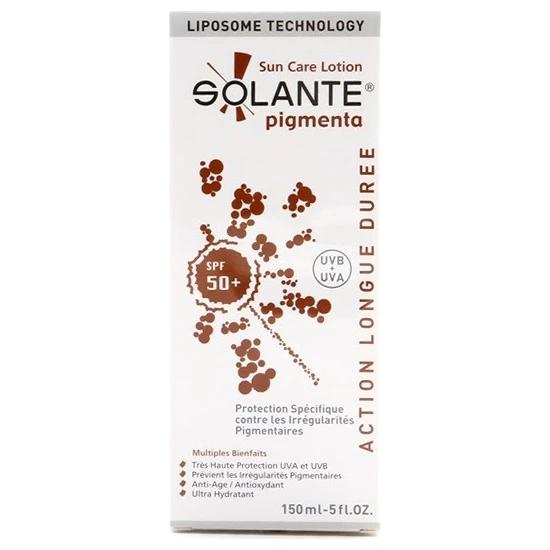 LIPOSOME TECHNOLOGY
Sun Care Lotion
SOLANTE®
pigmenta
SPF
50+
UVB
+
UVA
ACTION LONGUE DUREE
Protection Spécifique
contre les Irrégularités
Pigmentaires
Multiples Bienfaits
Très Haute Protection UVA et UVB
Prévient les Irrégularités Pigmentaires
Anti-Age / Antioxydant
Ultra Hydratant
150ml-5fl.OZ.